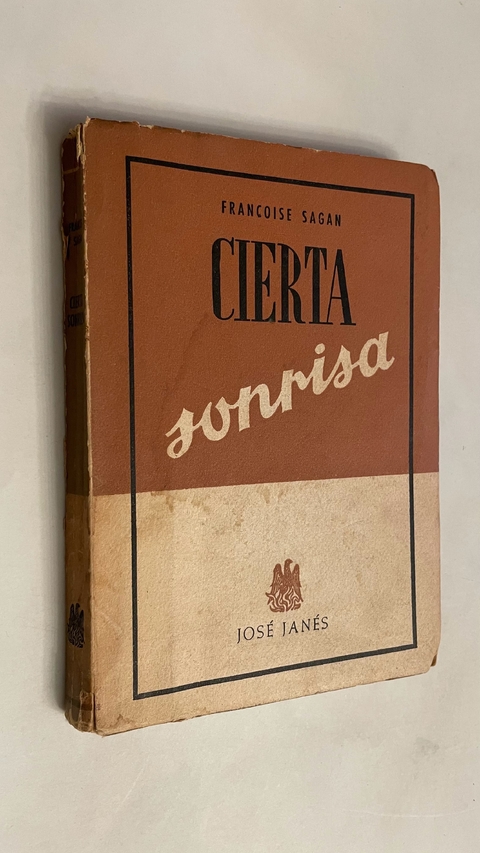 FRANCOISE SAGAN
CIERTA
sonrisa
JOSÉ JANÉS